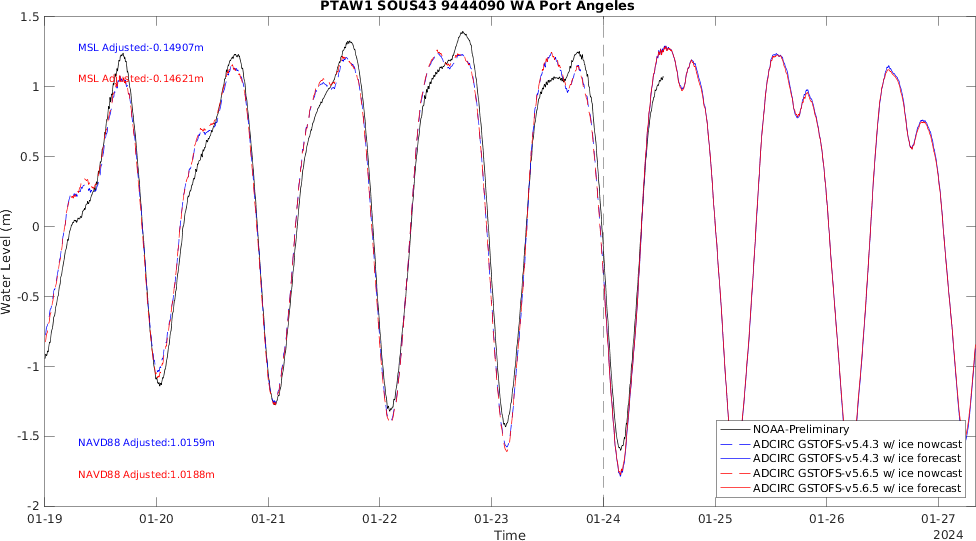 PTAW1 SOUS43 9444090 WA Port Angeles
MSL Adjusted:-0.14907m
MSL Adjusted:-0.14621m
NAVD88 Adjusted:1.0159m
NAVD88 Adjusted:1.0188m
Water Level (m)
1.5
1
0.5
0
-0.5
-1
-1.5
-2
NOAA-Preliminary
ADCIRC GSTOFS-v5.4.3 w/ ice nowcast
ADCIRC GSTOFS-v5.4.3 w/ ice forecast
ADCIRC GSTOFS-v5.6.5 w/ ice nowcast
ADCIRC GSTOFS-v5.6.5 w/ ice forecast
01-19 01-20 01-21 01-22 01-23 01-24 01-25 01-26 01-27
Time
2024